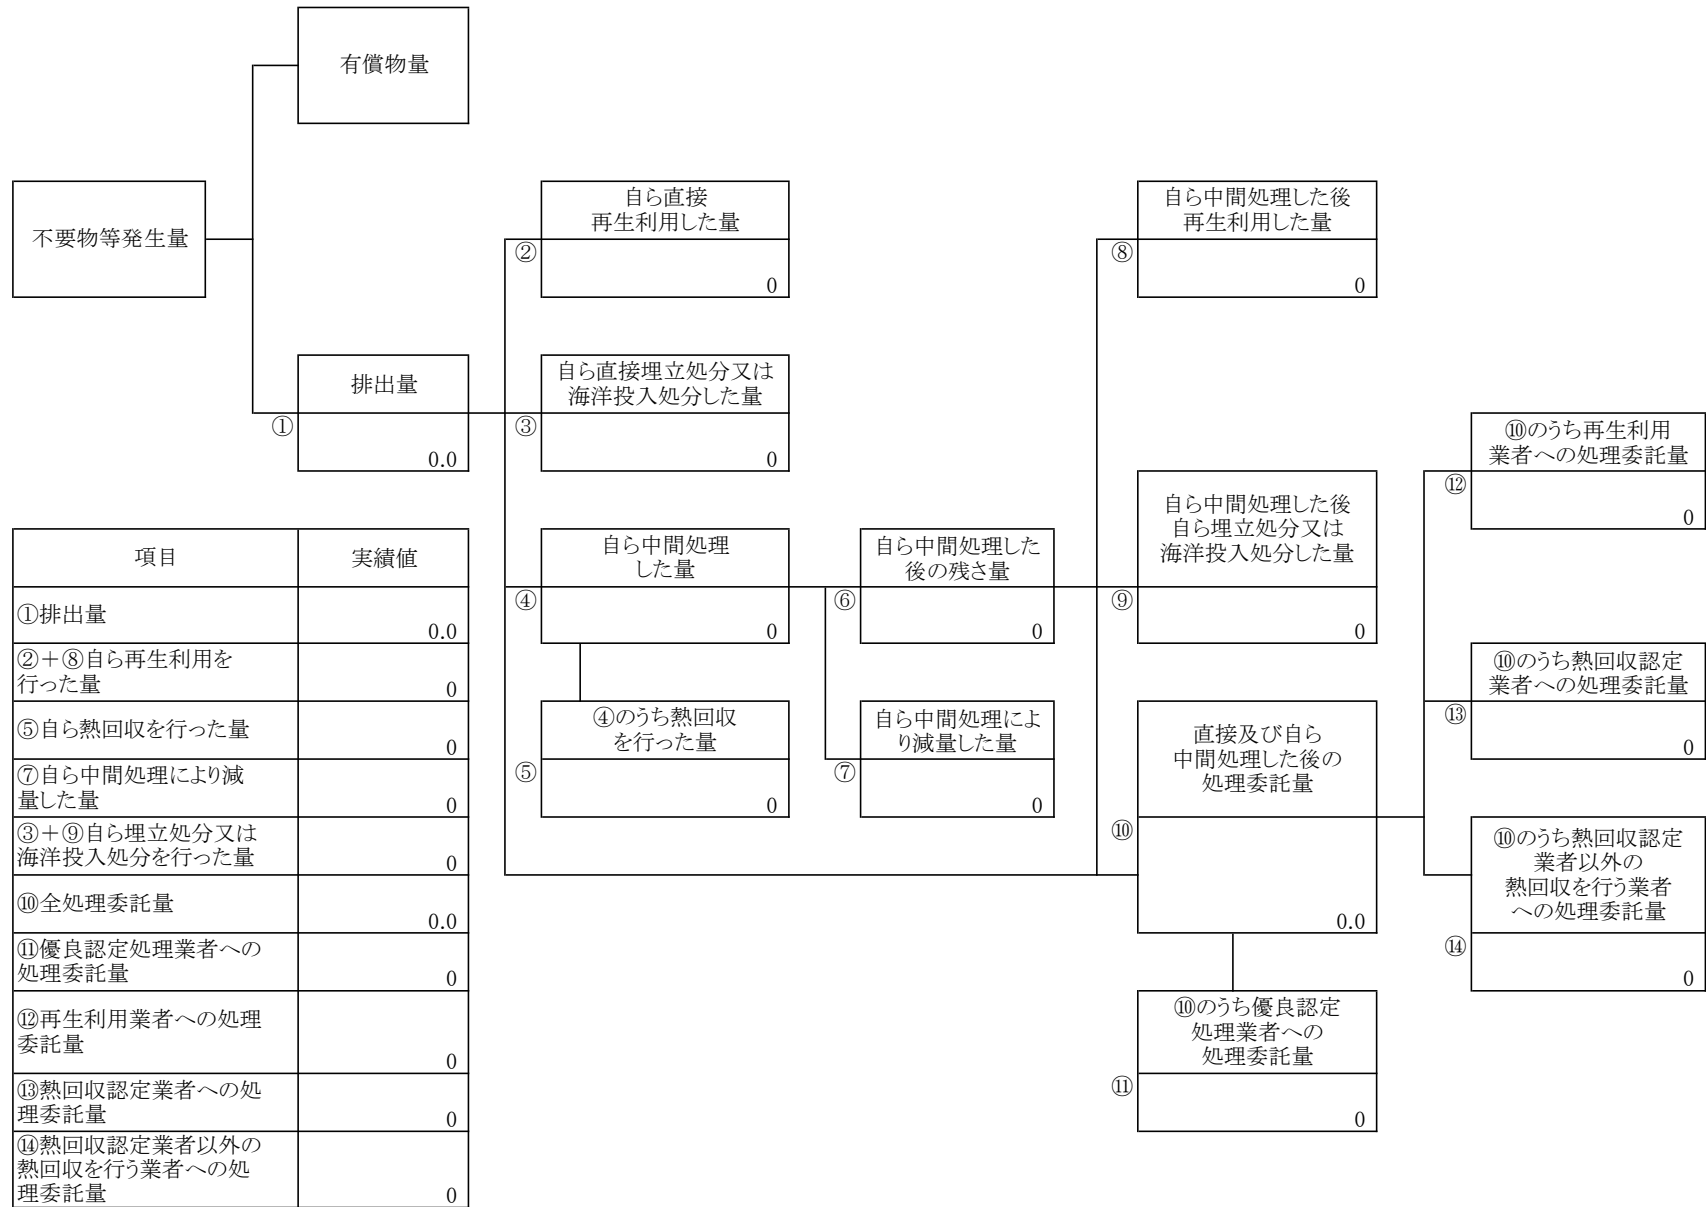 有償物量
不要物等発生量
自ら直接
再生利用した量
②
0
自ら中間処理した後
再生利用した量
⑧
0
排出量
①
0.0
自ら直接埋立処分又は
海洋投入処分した量
③
0
⑩のうち再生利用
業者への処理委託量
⑫
0
自ら中間処理した後
自ら埋立処分又は
海洋投入処分した量
⑨
0
自ら中間処理
した量
④
0
自ら中間処理した
後の残さ量
⑥
0
⑩のうち熱回収認定
業者への処理委託量
⑬
0
④のうち熱回収
を行った量
⑤
0
自ら中間処理によ
り減量した量
⑦
0
直接及び自ら
中間処理した後の
処理委託量
⑩
0.0
⑩のうち熱回収認定
業者以外の
熱回収を行う業者
への処理委託量
⑭
0
⑩のうち優良認定
処理業者への
処理委託量
⑪
0
項目 実績値
①排出量
0.0
②＋⑧自ら再生利用を
行った量 0
⑤自ら熱回収を行った量
0
⑦自ら中間処理により減
量した量 0
③＋⑨自ら埋立処分又は
海洋投入処分を行った量 0
⑩全処理委託量
0.0
⑪優良認定処理業者への
処理委託量 0
⑫再生利用業者への処理
委託量
0
⑬熱回収認定業者への処
理委託量 0
⑭熱回収認定業者以外の
熱回収を行う業者への処
理委託量 0